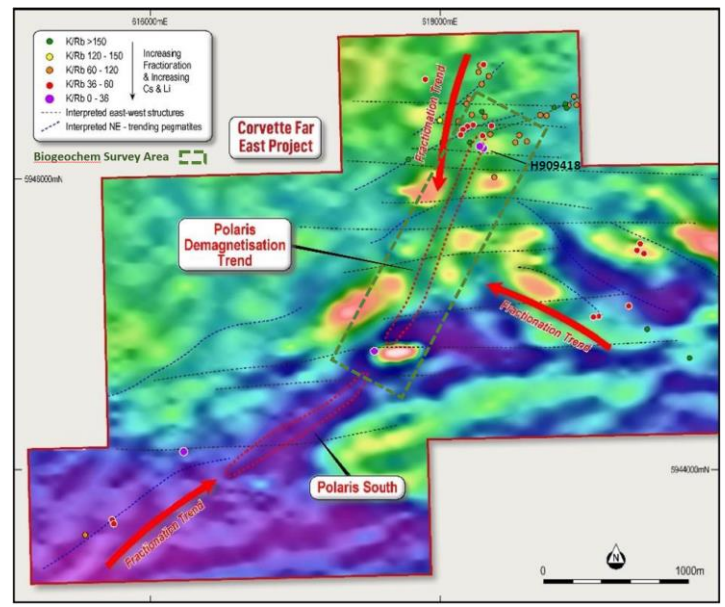 616000mE
618000mE
K/Rb >150
K/Rb 120 - 150
K/Rb 60 - 120
K/Rb 36 - 60
K/Rb 0 - 36
Increasing
Fractionation
& Increasing
Cs & Li
Interpreted east-west structures
Interpreted NE - trending pegmatites
Biogeochem Survey Area
Corvette Far
East Project
Fractionation Trend
H909418
5946000mN
Polaris
Demagnetisation
Trend
Fractionation Trend
Polaris South
5944000mN
Fractionation Trend
N
0
1000m